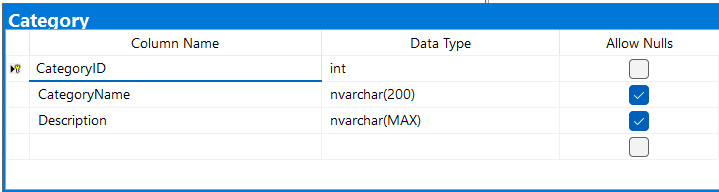 Category
Column Name Data Type Allow Nulls
CategoryID int
CategoryName nvarchar(200)
Description nvarchar(MAX)